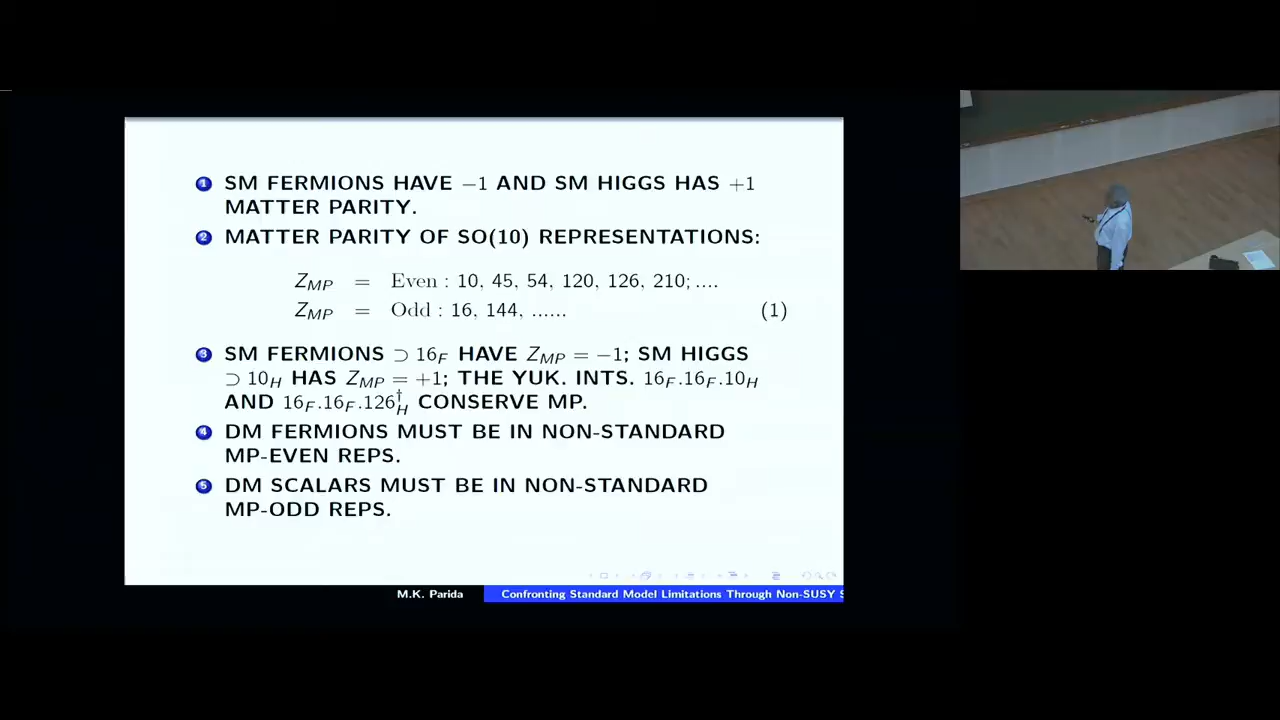 1 SM FERMIONS HAVE −1 AND SM HIGGS HAS +1
MATTER PARITY.
2 MATTER PARITY OF SO(10) REPRESENTATIONS:
Z_MP = Even : 10, 45, 54, 120, 126, 210; ....
Z_MP = Odd : 16, 144, ...... (1)
3 SM FERMIONS ⊃ 16_F HAVE Z_MP = −1; SM HIGGS
⊃ 10_H HAS Z_MP = +1; THE YUK. INTS. 16_F.16_F.10_H
AND 16_F.16_F.126†_H CONSERVE MP.
4 DM FERMIONS MUST BE IN NON-STANDARD
MP-EVEN REPS.
5 DM SCALARS MUST BE IN NON-STANDARD
MP-ODD REPS.
M.K. Parida Confronting Standard Model Limitations Through Non-SUSY S